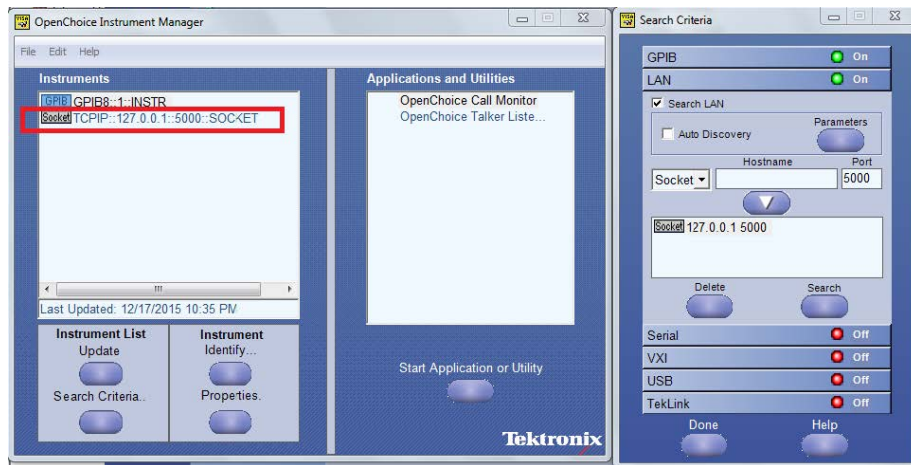 OpenChoice Instrument Manager
File Edit Help
Instruments
GPIB GPIB8::1::INSTR
Socket TCPIP::127.0.0.1::5000::SOCKET
Last Updated: 12/17/2015 10:35 PM
Instrument List
Update
Search Criteria..
Instrument
Identify...
Properties.
Applications and Utilities
OpenChoice Call Monitor
OpenChoice Talker Liste...
Start Application or Utility
Tektronix
Search Criteria
GPIB On
LAN On
Search LAN
Auto Discovery
Parameters
Hostname Port
Socket 5000
Socket 127.0.0.1 5000
Delete Search
Serial Off
VXI Off
USB Off
TekLink Off
Done Help